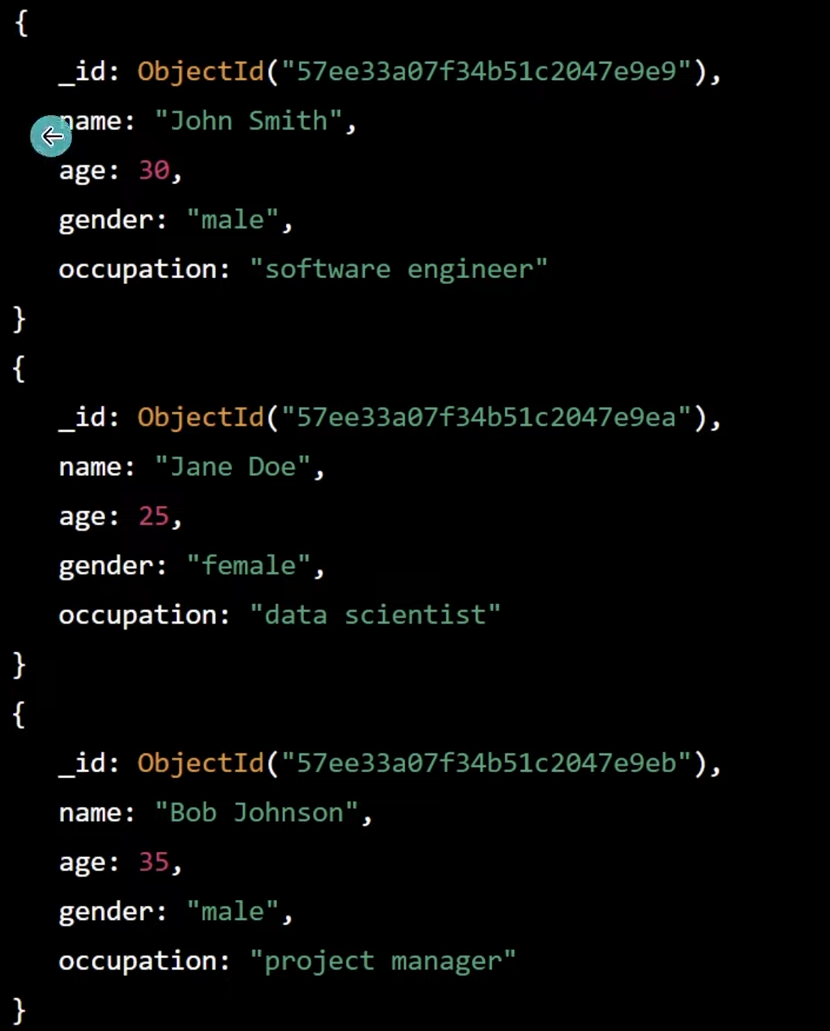 {
_id: ObjectId("57ee33a07f34b51c2047e9e9"),
name: "John Smith",
age: 30,
gender: "male",
occupation: "software engineer"
}
{
_id: ObjectId("57ee33a07f34b51c2047e9ea"),
name: "Jane Doe",
age: 25,
gender: "female",
occupation: "data scientist"
}
{
_id: ObjectId("57ee33a07f34b51c2047e9eb"),
name: "Bob Johnson",
age: 35,
gender: "male",
occupation: "project manager"
}